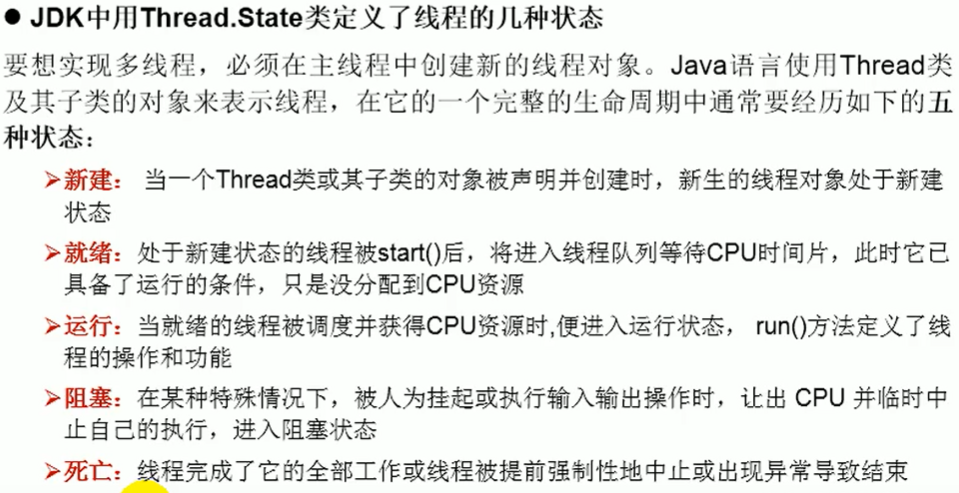 ● JDK中用Thread.State类定义了线程的几种状态
要想实现多线程，必须在主线程中创建新的线程对象。Java语言使用Thread类
及其子类的对象来表示线程，在它的一个完整的生命周期中通常要经历如下的五
种状态：
➢新建： 当一个Thread类或其子类的对象被声明并创建时，新生的线程对象处于新建
状态
➢就绪：处于新建状态的线程被start()后，将进入线程队列等待CPU时间片，此时它已
具备了运行的条件，只是没分配到CPU资源
➢运行：当就绪的线程被调度并获得CPU资源时,便进入运行状态， run()方法定义了线
程的操作和功能
➢阻塞：在某种特殊情况下，被人为挂起或执行输入输出操作时，让出 CPU 并临时中
止自己的执行，进入阻塞状态
➢死亡：线程完成了它的全部工作或线程被提前强制性地中止或出现异常导致结束